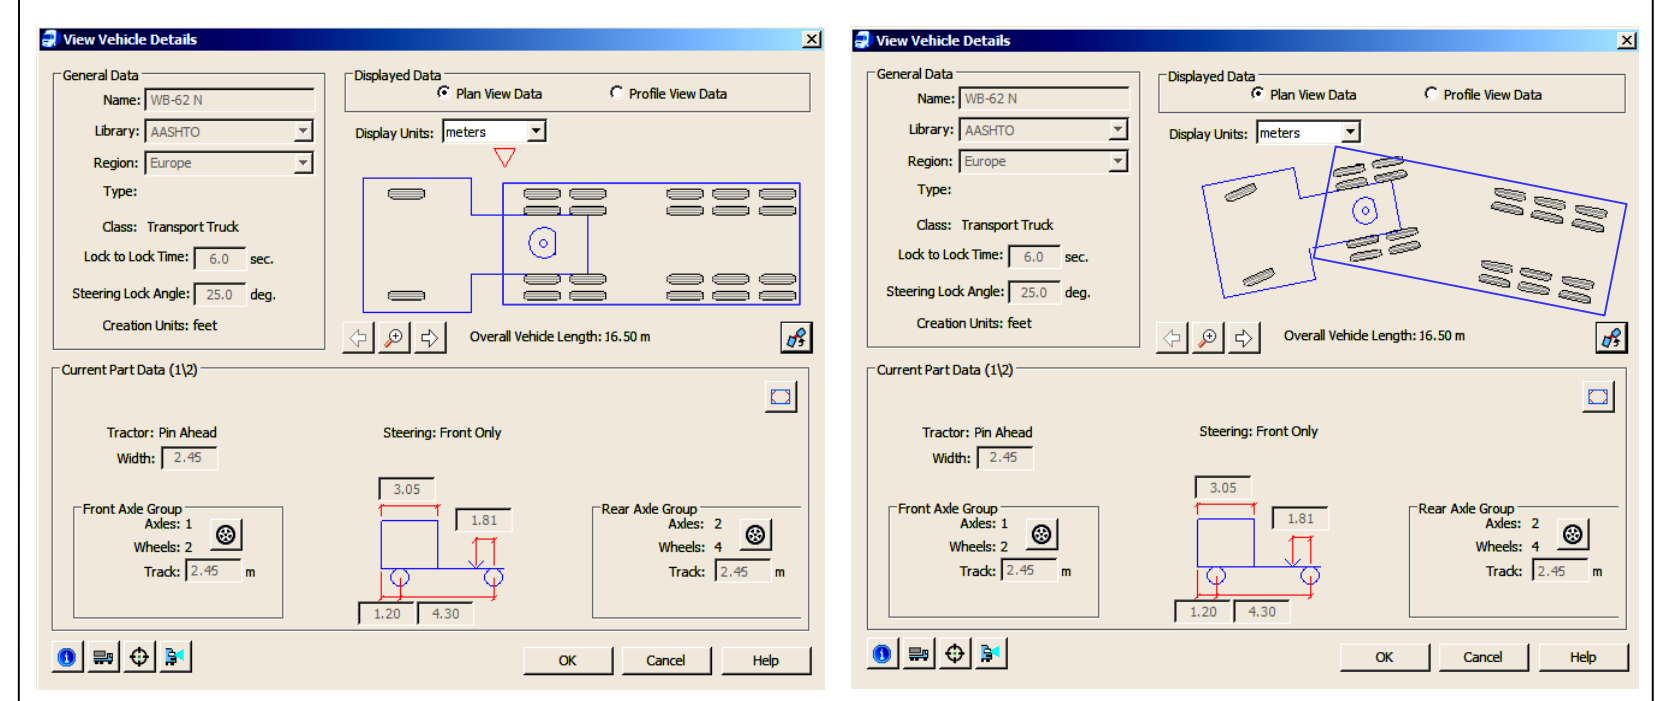 View Vehicle Details
General Data
Name: WB-62 N
Library: AASHTO
Region: Europe
Type:
Class: Transport Truck
Lock to Lock Time: 6.0 sec.
Steering Lock Angle: 25.0 deg.
Creation Units: feet
Displayed Data
Plan View Data Profile View Data
Display Units: meters
Overall Vehicle Length: 16.50 m
Current Part Data (1\2)
Tractor: Pin Ahead
Width: 2.45
Steering: Front Only
Front Axle Group
Axles: 1
Wheels: 2
Track: 2.45 m
3.05
1.81
1.20 4.30
Rear Axle Group
Axles: 2
Wheels: 4
Track: 2.45 m
OK Cancel Help
View Vehicle Details
General Data
Name: WB-62 N
Library: AASHTO
Region: Europe
Type:
Class: Transport Truck
Lock to Lock Time: 6.0 sec.
Steering Lock Angle: 25.0 deg.
Creation Units: feet
Displayed Data
Plan View Data Profile View Data
Display Units: meters
Overall Vehicle Length: 16.50 m
Current Part Data (1\2)
Tractor: Pin Ahead
Width: 2.45
Steering: Front Only
Front Axle Group
Axles: 1
Wheels: 2
Track: 2.45 m
3.05
1.81
1.20 4.30
Rear Axle Group
Axles: 2
Wheels: 4
Track: 2.45 m
OK Cancel Help